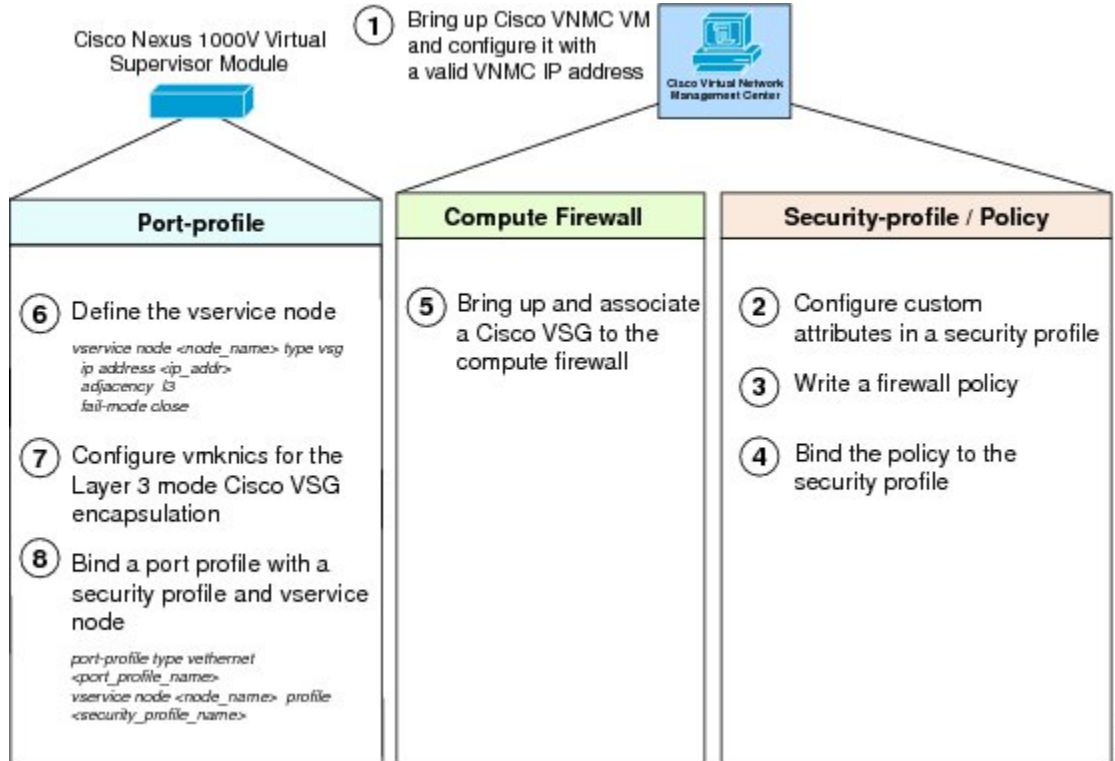 Cisco Nexus 1000V Virtual
Supervisor Module
1 Bring up Cisco VNMC VM
and configure it with
a valid VNMC IP address
Cisco Virtual Network
Management Center
Port-profile
6 Define the vservice node
vservice node <node_name> type vsg
ip address <ip_addr>
adjacency l3
fail-mode close
7 Configure vmknics for the
Layer 3 mode Cisco VSG
encapsulation
8 Bind a port profile with a
security profile and vservice
node
port-profile type vethernet
<port_profile_name>
vservice node <node_name> profile
<security_profile_name>
Compute Firewall
5 Bring up and associate
a Cisco VSG to the
compute firewall
Security-profile / Policy
2 Configure custom
attributes in a security profile
3 Write a firewall policy
4 Bind the policy to the
security profile